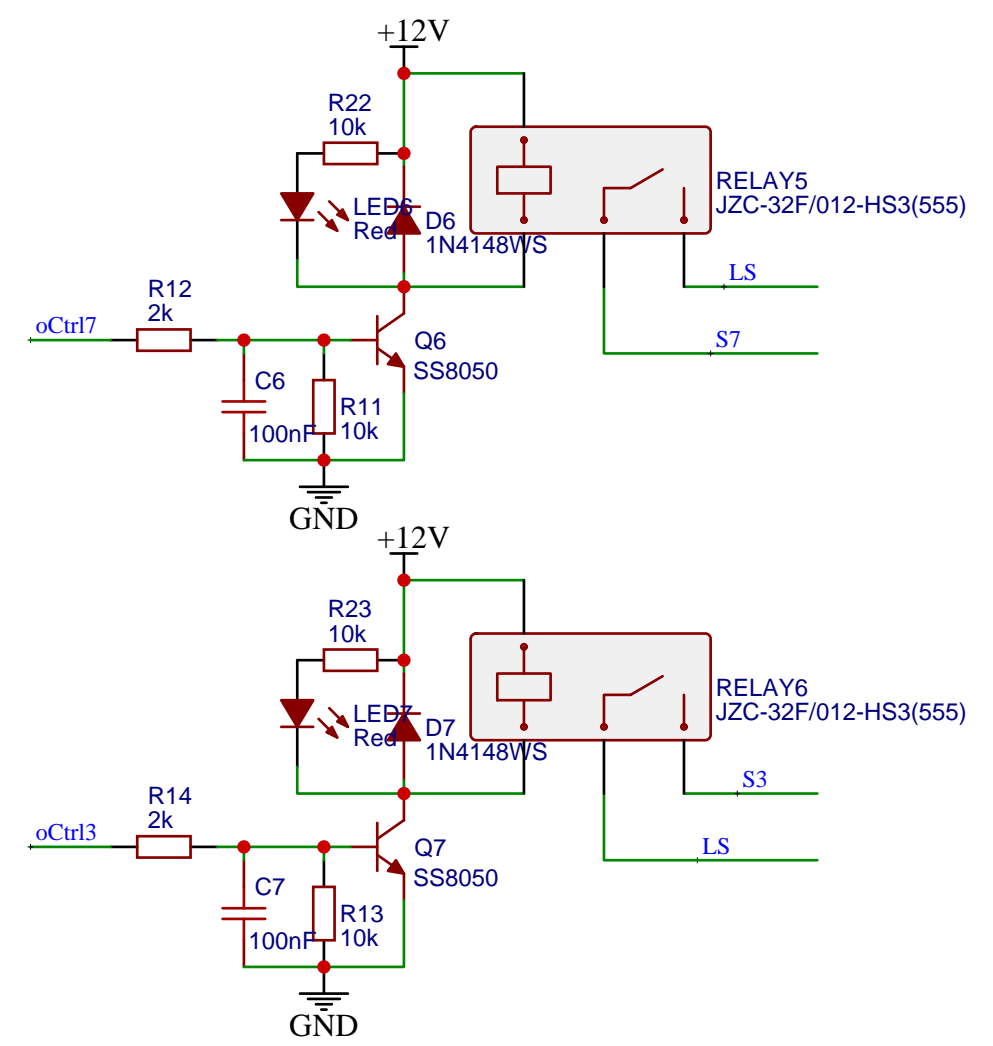 +12V
R22
10k
LED6
Red
D6
1N4148WS
RELAY5
JZC-32F/012-HS3(555)
LS
S7
oCtrl7
R12
2k
Q6
SS8050
C6
100nF
R11
10k
GND
+12V
R23
10k
LED7
Red
D7
1N4148WS
RELAY6
JZC-32F/012-HS3(555)
S3
LS
oCtrl3
R14
2k
Q7
SS8050
C7
100nF
R13
10k
GND